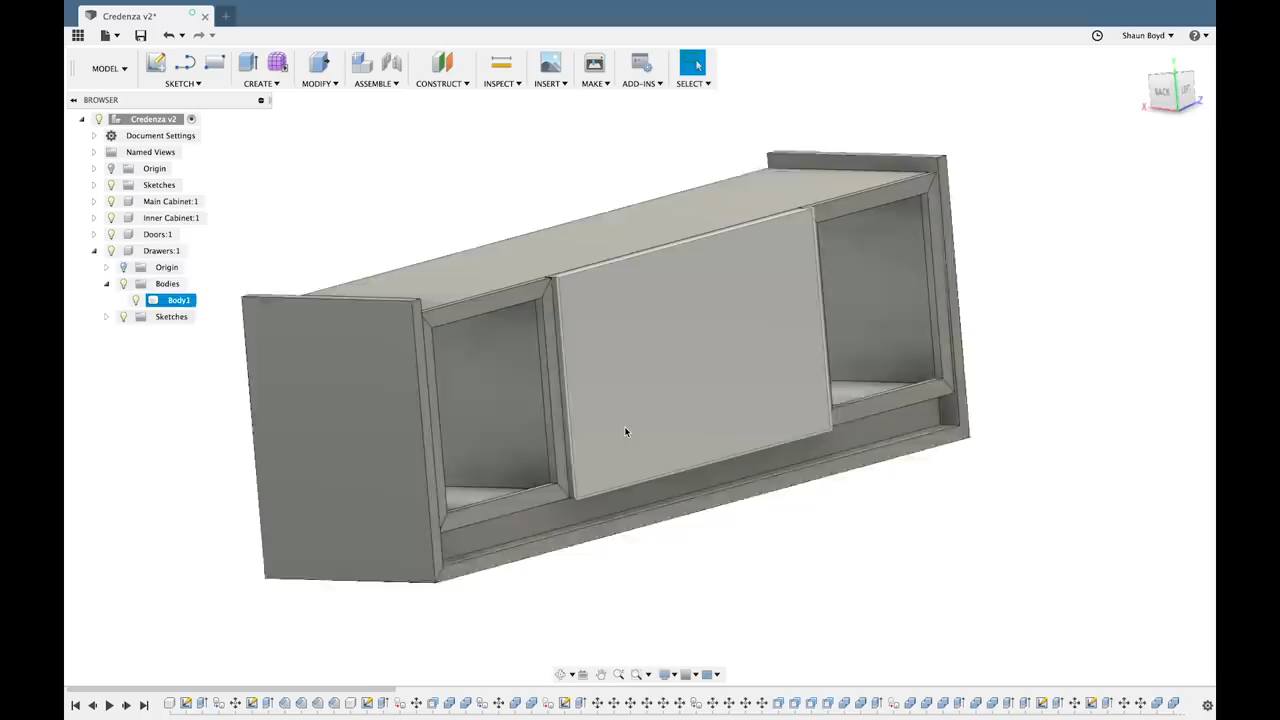 Credenza v2*
Shaun Boyd
MODEL
SKETCH
CREATE
MODIFY
ASSEMBLE
CONSTRUCT
INSPECT
INSERT
MAKE
ADD-INS
SELECT
BROWSER
Credenza v2
Document Settings
Named Views
Origin
Sketches
Main Cabinet:1
Inner Cabinet:1
Doors:1
Drawers:1
Origin
Bodies
Body1
Sketches
BACK
LEFT
X
Y
Z